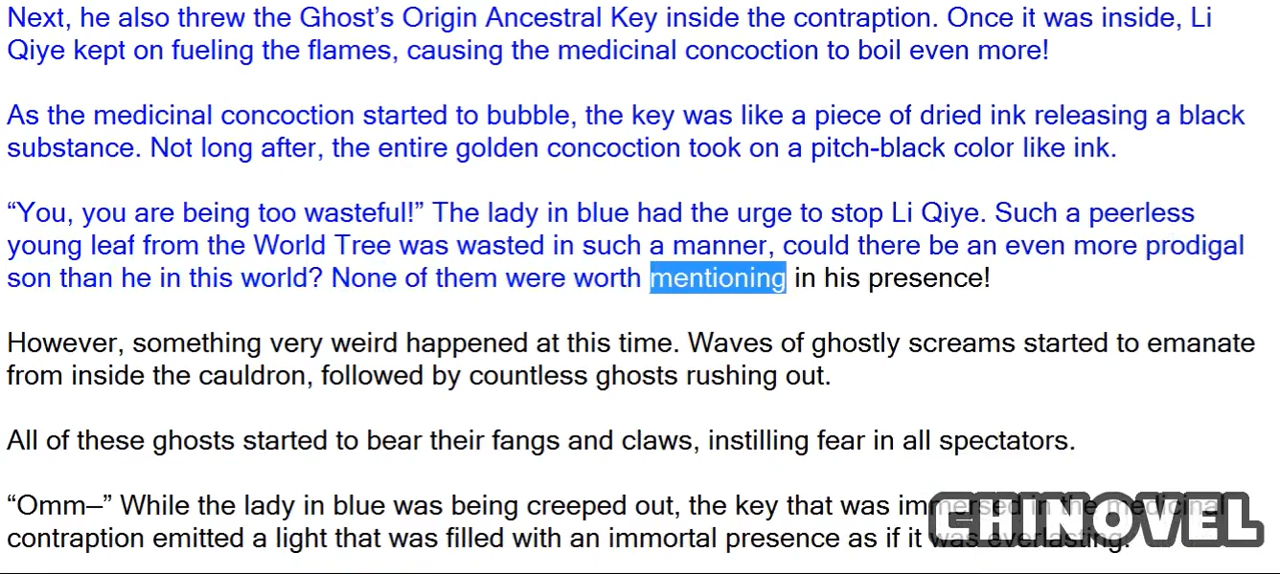 Next, he also threw the Ghost’s Origin Ancestral Key inside the contraption. Once it was inside, Li
Qiye kept on fueling the flames, causing the medicinal concoction to boil even more!
As the medicinal concoction started to bubble, the key was like a piece of dried ink releasing a black
substance. Not long after, the entire golden concoction took on a pitch-black color like ink.
“You, you are being too wasteful!” The lady in blue had the urge to stop Li Qiye. Such a peerless
young leaf from the World Tree was wasted in such a manner, could there be an even more prodigal
son than he in this world? None of them were worth mentioning in his presence!
However, something very weird happened at this time. Waves of ghostly screams started to emanate
from inside the cauldron, followed by countless ghosts rushing out.
All of these ghosts started to bear their fangs and claws, instilling fear in all spectators.
“Omm—” While the lady in blue was being creeped out, the key that was immersed in the medicinal
contraption emitted a light that was filled with an immortal presence as if it was everlasting.
CHINOVEL